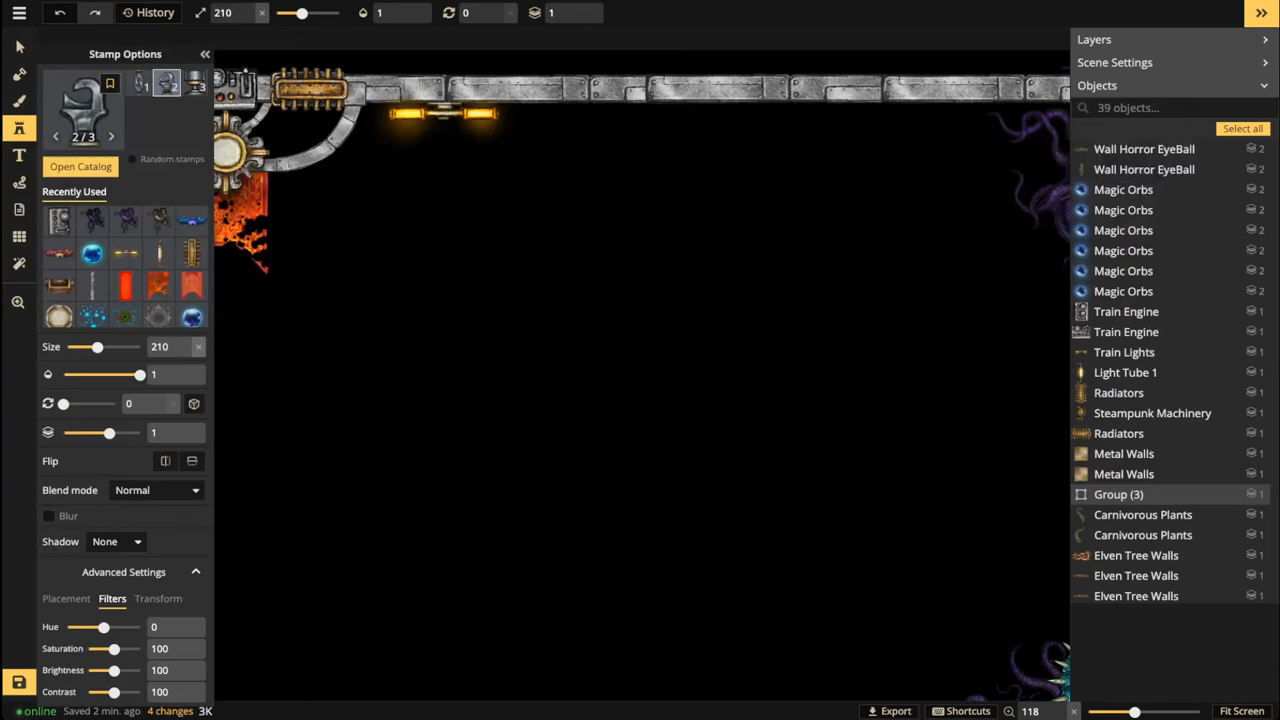 History
210
1
0
1
Stamp Options
1
2
3
2 / 3
Open Catalog
Random stamps
Recently Used
Size
210
1
0
1
Flip
Blend mode
Normal
Blur
Shadow
None
Advanced Settings
Placement
Filters
Transform
Hue
0
Saturation
100
Brightness
100
Contrast
100
online
Saved 2 min. ago
4 changes
3K
Layers
Scene Settings
Objects
39 objects...
Select all
Wall Horror EyeBall 2
Wall Horror EyeBall 2
Magic Orbs 2
Magic Orbs 2
Magic Orbs 2
Magic Orbs 2
Magic Orbs 2
Magic Orbs 2
Train Engine 1
Train Engine 1
Train Lights 1
Light Tube 1 1
Radiators 1
Steampunk Machinery 1
Radiators 1
Metal Walls 1
Metal Walls 1
Group (3) 1
Carnivorous Plants 1
Carnivorous Plants 1
Elven Tree Walls 1
Elven Tree Walls 1
Elven Tree Walls 1
Export
Shortcuts
118
Fit Screen